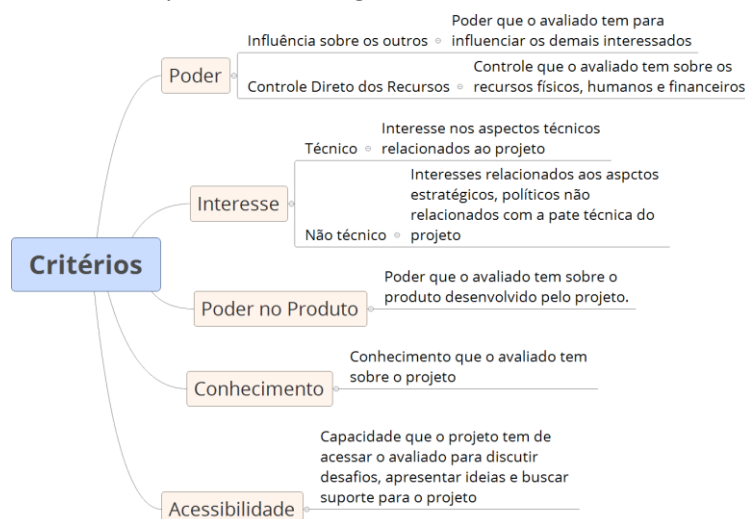 Critérios
Poder
Influência sobre os outros
Poder que o avaliado tem para
influenciar os demais interessados
Controle Direto dos Recursos
Controle que o avaliado tem sobre os
recursos físicos, humanos e financeiros
Interesse
Técnico
Interesse nos aspectos técnicos
relacionados ao projeto
Não técnico
Interesses relacionados aos aspctos
estratégicos, políticos não
relacionados com a pate técnica do
projeto
Poder no Produto
Poder que o avaliado tem sobre o
produto desenvolvido pelo projeto.
Conhecimento
Conhecimento que o avaliado tem
sobre o projeto
Acessibilidade
Capacidade que o projeto tem de
acessar o avaliado para discutir
desafios, apresentar ideias e buscar
suporte para o projeto